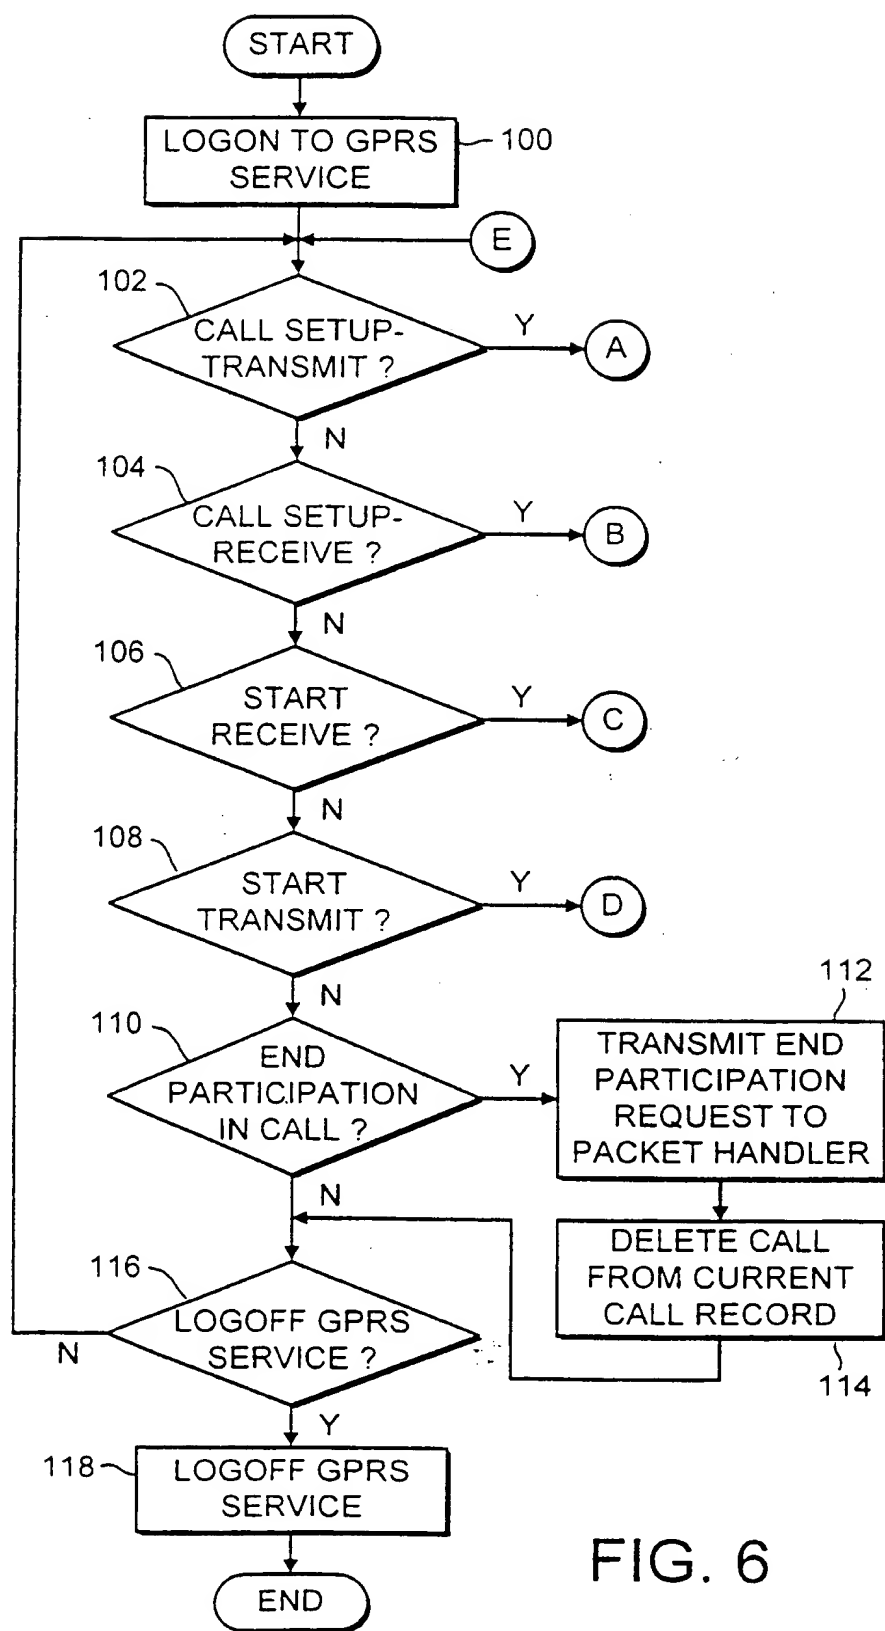 START
LOGON TO GPRS
SERVICE
100
E
102
CALL SETUP-
TRANSMIT ?
Y
A
N
104
CALL SETUP-
RECEIVE ?
Y
B
N
106
START
RECEIVE ?
Y
C
N
108
START
TRANSMIT ?
Y
D
N
110
END
PARTICIPATION
IN CALL ?
Y
112
TRANSMIT END
PARTICIPATION
REQUEST TO
PACKET HANDLER
N
DELETE CALL
FROM CURRENT
CALL RECORD
114
116
LOGOFF GPRS
SERVICE ?
N
Y
118
LOGOFF GPRS
SERVICE
END
FIG. 6